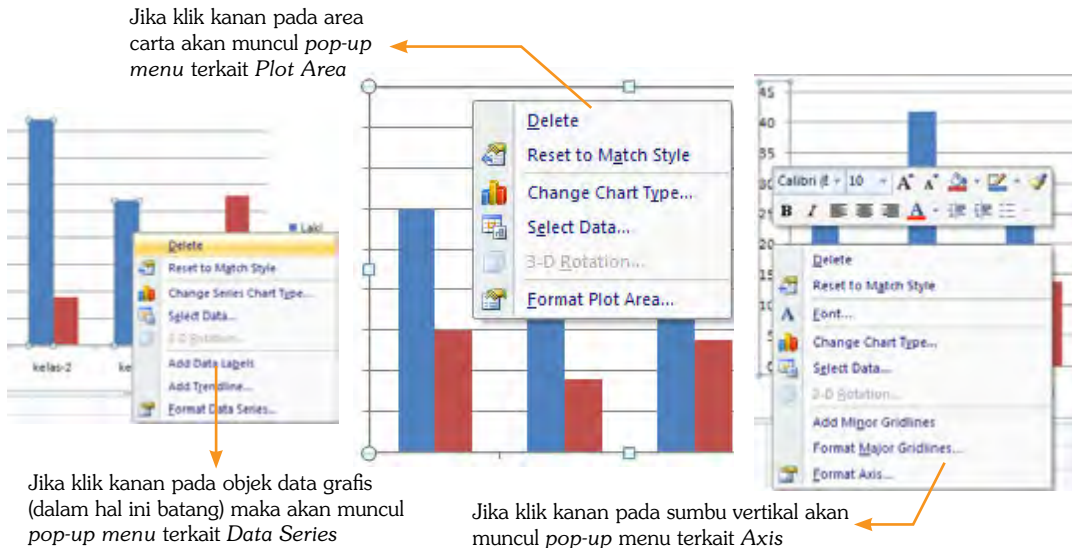 Jika klik kanan pada area
carta akan muncul pop-up
menu terkait Plot Area
Laki
kelas-2
Delete
Reset to Match Style
Change Series Chart Type...
Select Data...
3-D Rotation...
Add Data Labels
Add Trendline...
Format Data Series...
Jika klik kanan pada objek data grafis
(dalam hal ini batang) maka akan muncul
pop-up menu terkait Data Series
Delete
Reset to Match Style
Change Chart Type...
Select Data...
3-D Rotation...
Format Plot Area...
45
40
35
20
15
10
5
0
Calibri (E 10 A A
B I A
Delete
Reset to Match Style
Font...
Change Chart Type...
Select Data...
3-D Rotation...
Add Minor Gridlines
Format Major Gridlines...
Format Axis...
Jika klik kanan pada sumbu vertikal akan
muncul pop-up menu terkait Axis